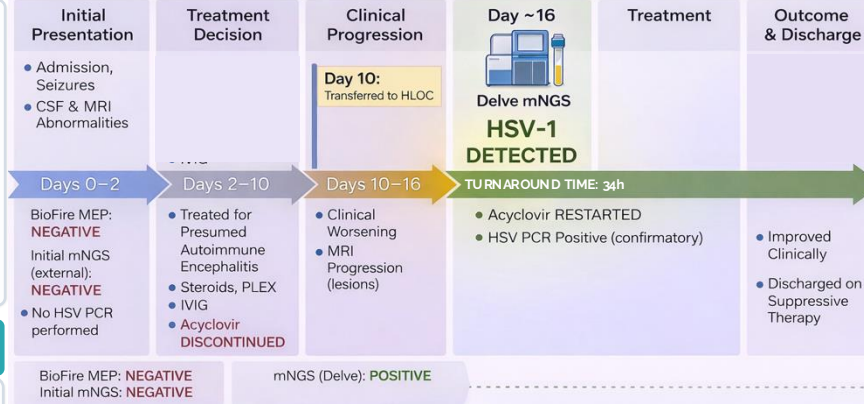 Initial
Presentation
Treatment
Decision
Clinical
Progression
Day ~16
Treatment
Outcome
& Discharge
• Admission,
Seizures
• CSF & MRI
Abnormalities
Day 10:
Transferred to HLOC
Delve mNGS
HSV-1
DETECTED
Days 0–2
Days 2–10
Days 10–16
TURNAROUND TIME: 34h
BioFire MEP:
NEGATIVE
Initial mNGS
(external):
NEGATIVE
• No HSV PCR
performed
• Treated for
Presumed
Autoimmune
Encephalitis
• Steroids, PLEX
• IVIG
• Acyclovir
DISCONTINUED
• Clinical
Worsening
• MRI
Progression
(lesions)
• Acyclovir RESTARTED
• HSV PCR Positive (confirmatory)
• Improved
Clinically
• Discharged on
Suppressive
Therapy
BioFire MEP: NEGATIVE
Initial mNGS: NEGATIVE
mNGS (Delve): POSITIVE